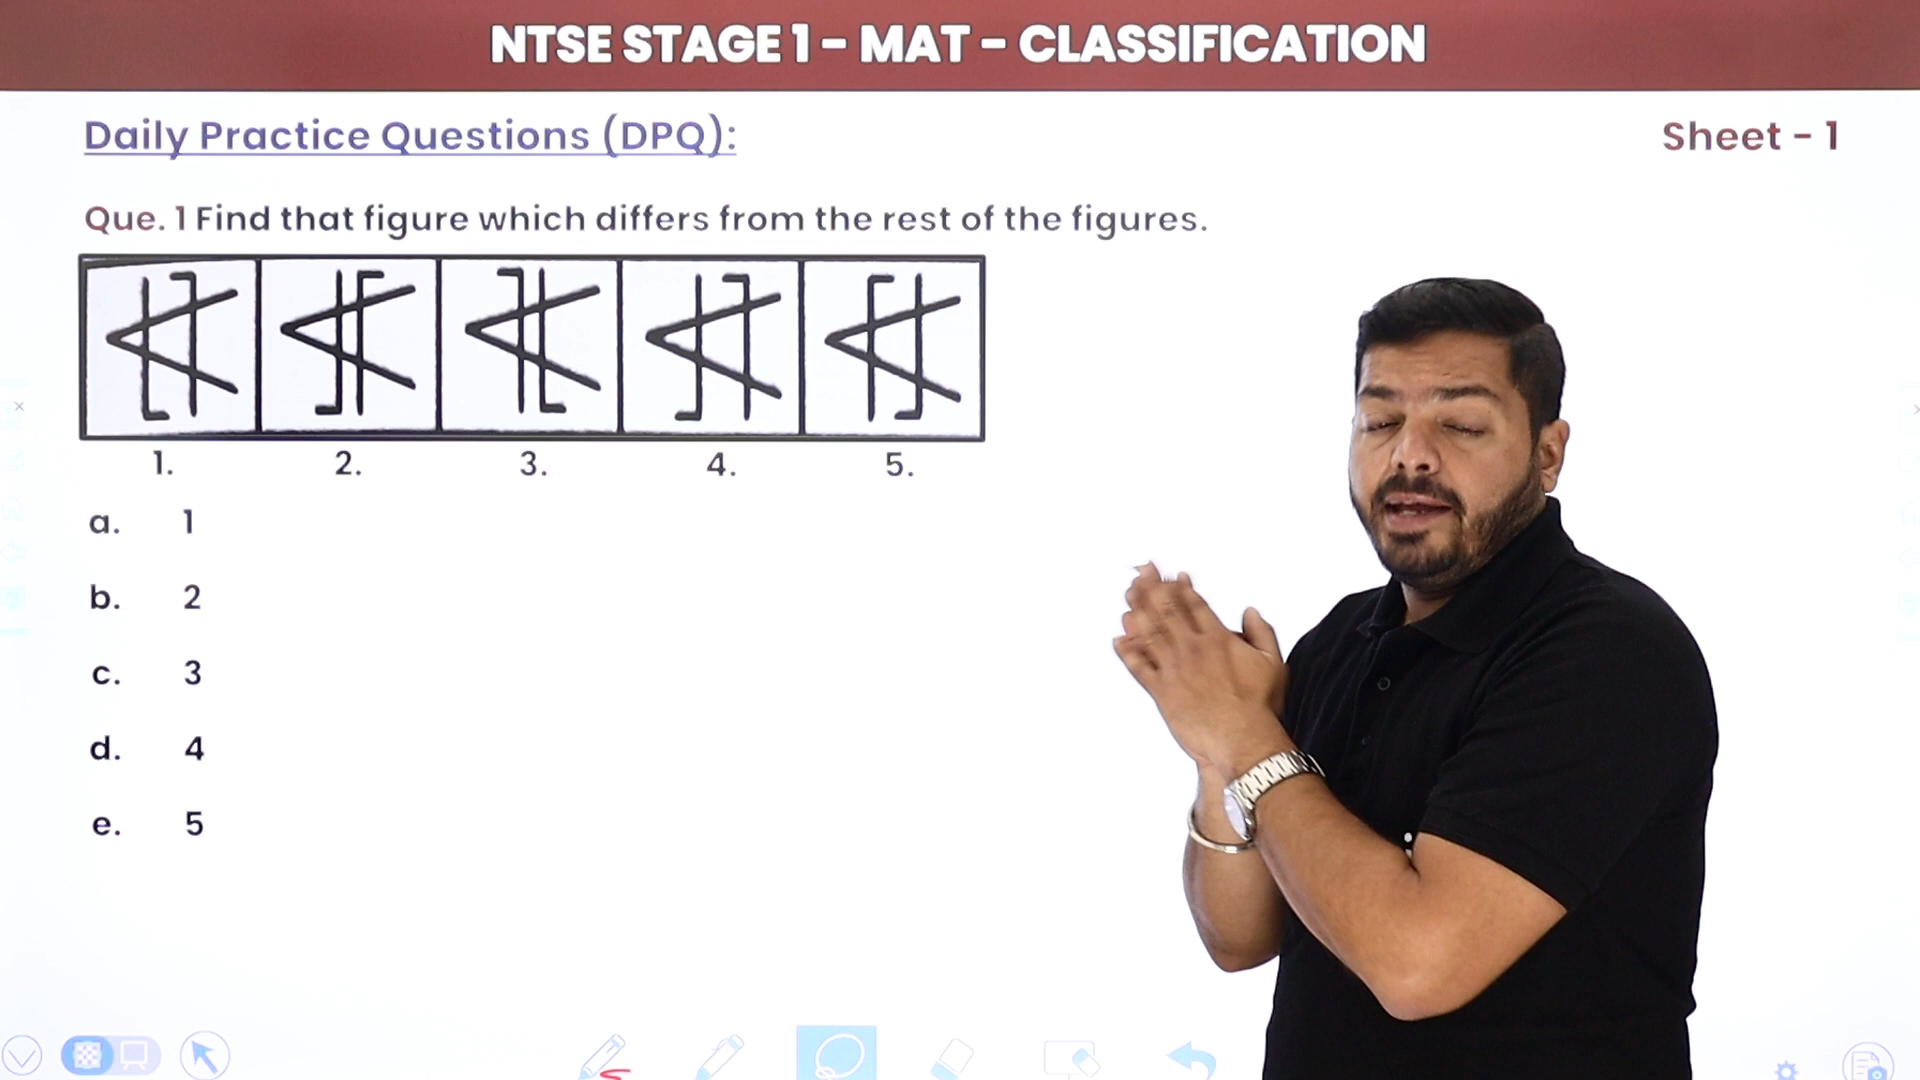 NTSE STAGE 1 - MAT - CLASSIFICATION
Daily Practice Questions (DPQ):
Sheet - 1
Que. 1 Find that figure which differs from the rest of the figures.
1. 2. 3. 4. 5.
a. 1
b. 2
c. 3
d. 4
e. 5